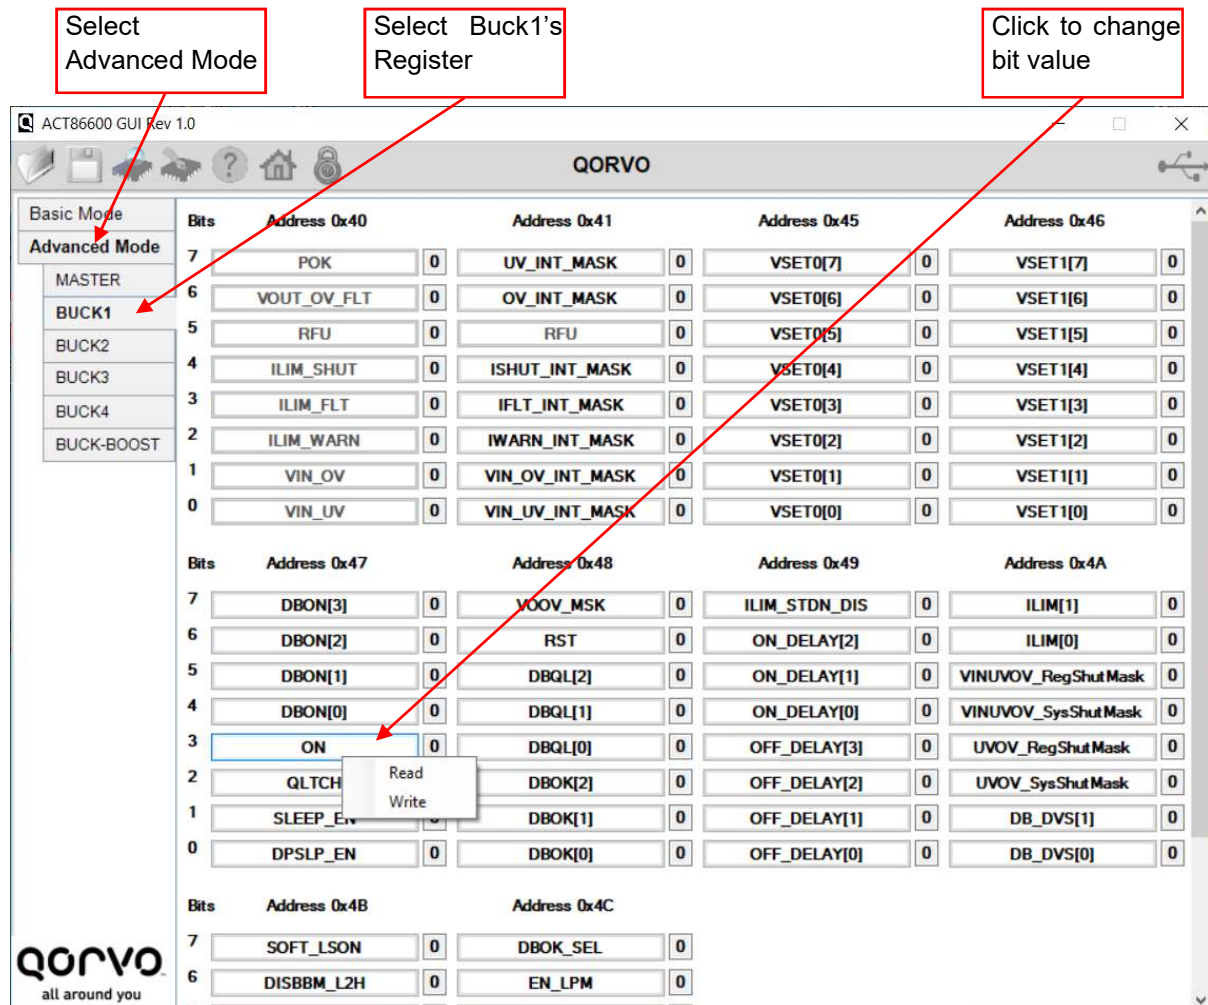 Select
Advanced Mode
Select Buck1's
Register
Click to change
bit value
ACT86600 GUI Rev 1.0
QORVO
Basic Mode
Advanced Mode
MASTER
BUCK1
BUCK2
BUCK3
BUCK4
BUCK-BOOST
Bits Address 0x40 Address 0x41 Address 0x45 Address 0x46
7 POK 0 UV_INT_MASK 0 VSET0[7] 0 VSET1[7] 0
6 VOUT_OV_FLT 0 OV_INT_MASK 0 VSET0[6] 0 VSET1[6] 0
5 RFU 0 RFU 0 VSET0[5] 0 VSET1[5] 0
4 ILIM_SHUT 0 ISHUT_INT_MASK 0 VSET0[4] 0 VSET1[4] 0
3 ILIM_FLT 0 IFLT_INT_MASK 0 VSET0[3] 0 VSET1[3] 0
2 ILIM_WARN 0 IWARN_INT_MASK 0 VSET0[2] 0 VSET1[2] 0
1 VIN_OV 0 VIN_OV_INT_MASK 0 VSET0[1] 0 VSET1[1] 0
0 VIN_UV 0 VIN_UV_INT_MASK 0 VSET0[0] 0 VSET1[0] 0
Bits Address 0x47 Address 0x48 Address 0x49 Address 0x4A
7 DBON[3] 0 VOOV_MSK 0 ILIM_STDN_DIS 0 ILIM[1] 0
6 DBON[2] 0 RST 0 ON_DELAY[2] 0 ILIM[0] 0
5 DBON[1] 0 DBQL[2] 0 ON_DELAY[1] 0 VINUVOV_RegShutMask 0
4 DBON[0] 0 DBQL[1] 0 ON_DELAY[0] 0 VINUVOV_SysShutMask 0
3 ON 0 DBQL[0] 0 OFF_DELAY[3] 0 UVOV_RegShutMask 0
2 QLTCH DBOK[2] 0 OFF_DELAY[2] 0 UVOV_SysShutMask 0
Read
Write
1 SLEEP_EN 0 DBOK[1] 0 OFF_DELAY[1] 0 DB_DVS[1] 0
0 DPSLP_EN 0 DBOK[0] 0 OFF_DELAY[0] 0 DB_DVS[0] 0
Bits Address 0x4B Address 0x4C
7 SOFT_LSON 0 DBOK_SEL 0
6 DISBBM_L2H 0 EN_LPM 0
QORVO
all around you